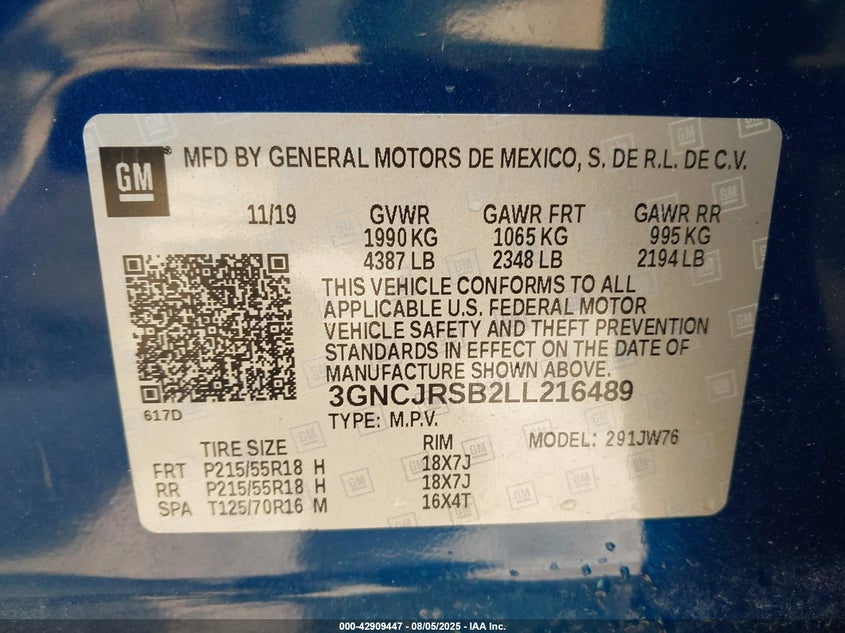 GM® MFD BY GENERAL MOTORS DE MEXICO, S. DE R.L. DE C.V.
11/19 GVWR GAWR FRT GAWR RR
1990 KG 1065 KG 995 KG
4387 LB 2348 LB 2194 LB
THIS VEHICLE CONFORMS TO ALL
APPLICABLE U.S. FEDERAL MOTOR
VEHICLE SAFETY AND THEFT PREVENTION
STANDARDS IN EFFECT ON THE DATE OF
MANUFACTURE SHOWN ABOVE.
3GNCJRSB2LL216489
617D
TYPE: M.P.V.
TIRE SIZE RIM MODEL: 291JW76
FRT P215/55R18 H 18X7J
RR P215/55R18 H 18X7J
SPA T125/70R16 M 16X4T
000-42909447 - 08/05/2025 - IAA Inc.